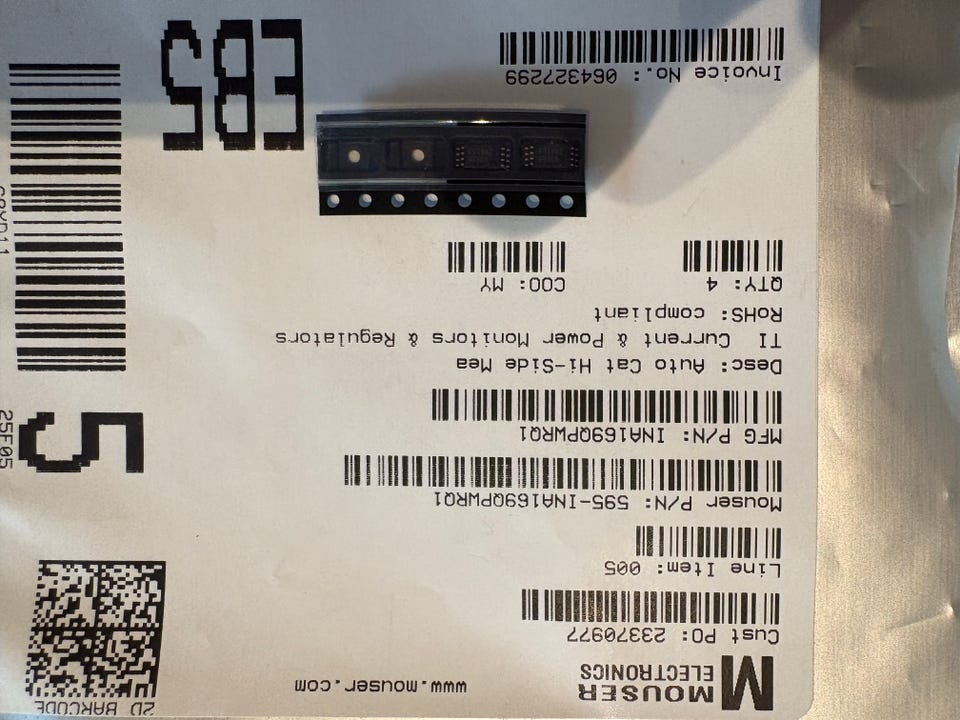 MOUSER
ELECTRONICS
www.mouser.com
2D BARCODE
Cust PO: 23370977
Line Item: 005
Mouser P/N: 595-INA169QPWRQ1
MFG P/N: INA169QPWRQ1
Desc: Auto Cat Hi-Side Mea
TI Current & Power Monitors & Regulators
RoHS: compliant
QTY: 4
COO: MY
Invoice No.: 064327299
EB5
5
25F05